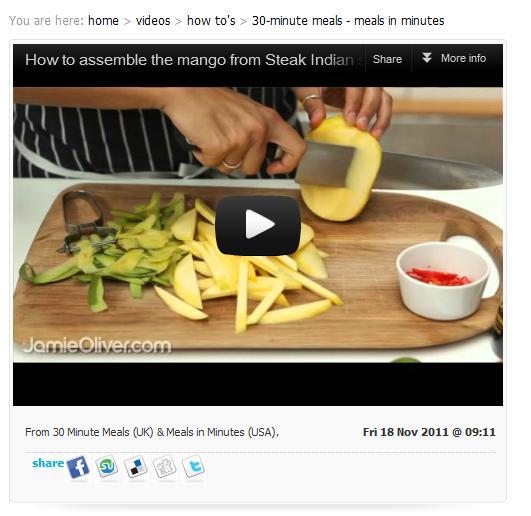 You are here: home > videos > how to's > 30-minute meals - meals in minutes
How to assemble the mango from Steak Indian
Share
More info
JamieOliver.com
From 30 Minute Meals (UK) & Meals in Minutes (USA).
Fri 18 Nov 2011 @ 09:11
share